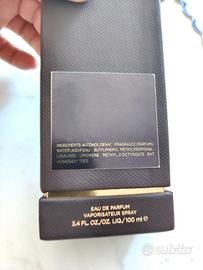 INGREDIENTS: ALCOHOL DENAT. FRAGRANCE (PARFUM)
WATER\AQUA\EAU • BUTYLPHENYL METHYLPROPIONAL
LINALOOL • LIMONENE • METHYL 2-OCTYNOATE BHT
EAU DE PARFUM
VAPORISATEUR SPRAY
3.4 FL. OZ./OZ. LIQ./100 ml ℮
subito